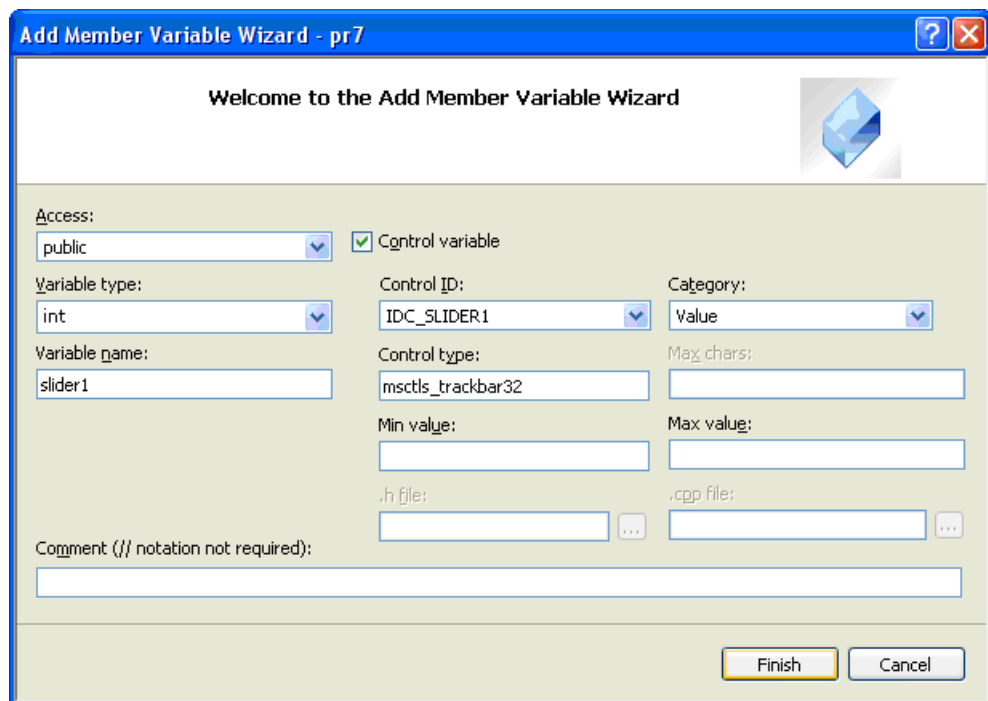 Add Member Variable Wizard - pr7
Welcome to the Add Member Variable Wizard
Access:
public
Control variable
Variable type:
Control ID:
Category:
int
IDC_SLIDER1
Value
Variable name:
Control type:
Max chars:
slider1
msctls_trackbar32
Min value:
Max value:
.h file:
.cpp file:
...
...
Comment (// notation not required):
Finish
Cancel